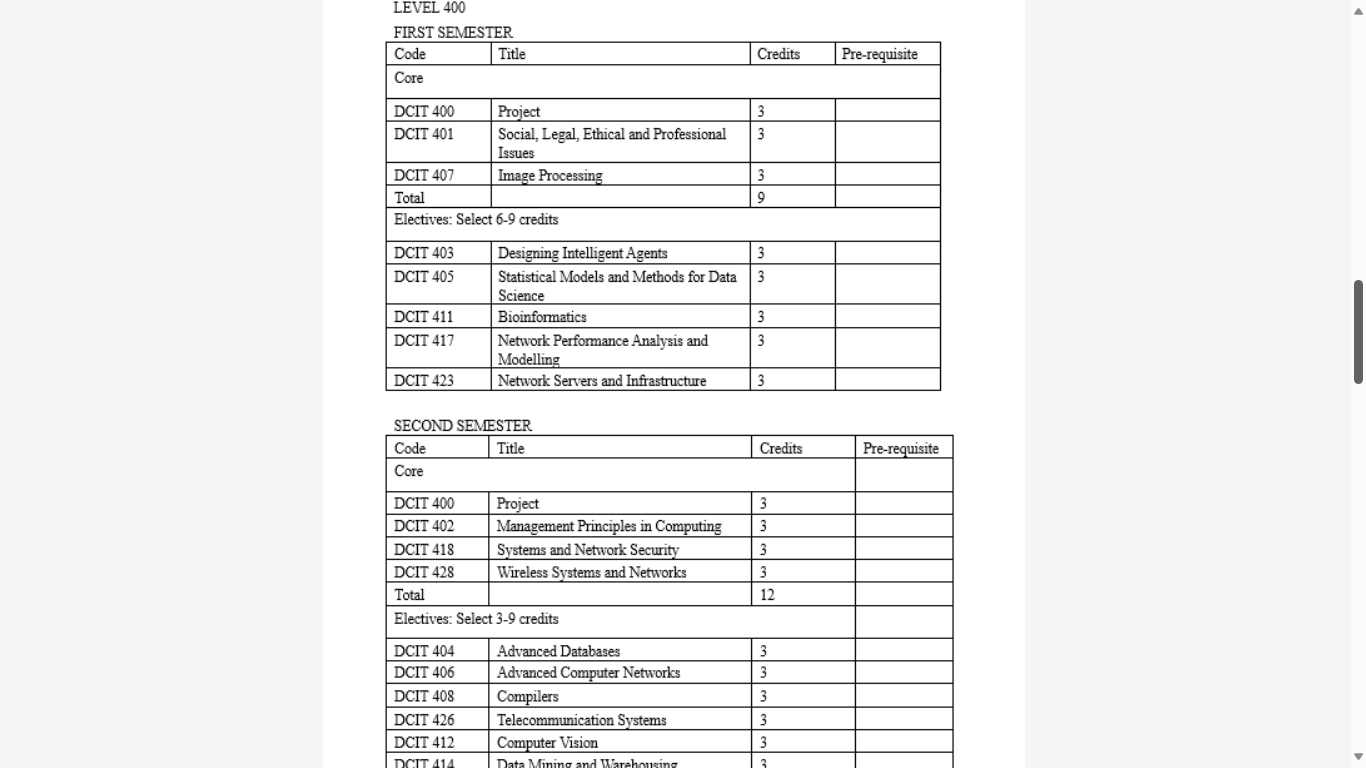 LEVEL 400
FIRST SEMESTER
Code Title Credits Pre-requisite
Core
DCIT 400 Project 3
DCIT 401 Social, Legal, Ethical and Professional 3
Issues
DCIT 407 Image Processing 3
Total 9
Electives: Select 6-9 credits
DCIT 403 Designing Intelligent Agents 3
DCIT 405 Statistical Models and Methods for Data 3
Science
DCIT 411 Bioinformatics 3
DCIT 417 Network Performance Analysis and 3
Modelling
DCIT 423 Network Servers and Infrastructure 3
SECOND SEMESTER
Code Title Credits Pre-requisite
Core
DCIT 400 Project 3
DCIT 402 Management Principles in Computing 3
DCIT 418 Systems and Network Security 3
DCIT 428 Wireless Systems and Networks 3
Total 12
Electives: Select 3-9 credits
DCIT 404 Advanced Databases 3
DCIT 406 Advanced Computer Networks 3
DCIT 408 Compilers 3
DCIT 426 Telecommunication Systems 3
DCIT 412 Computer Vision 3
DCIT 414 Data Mining and Warehousing 3